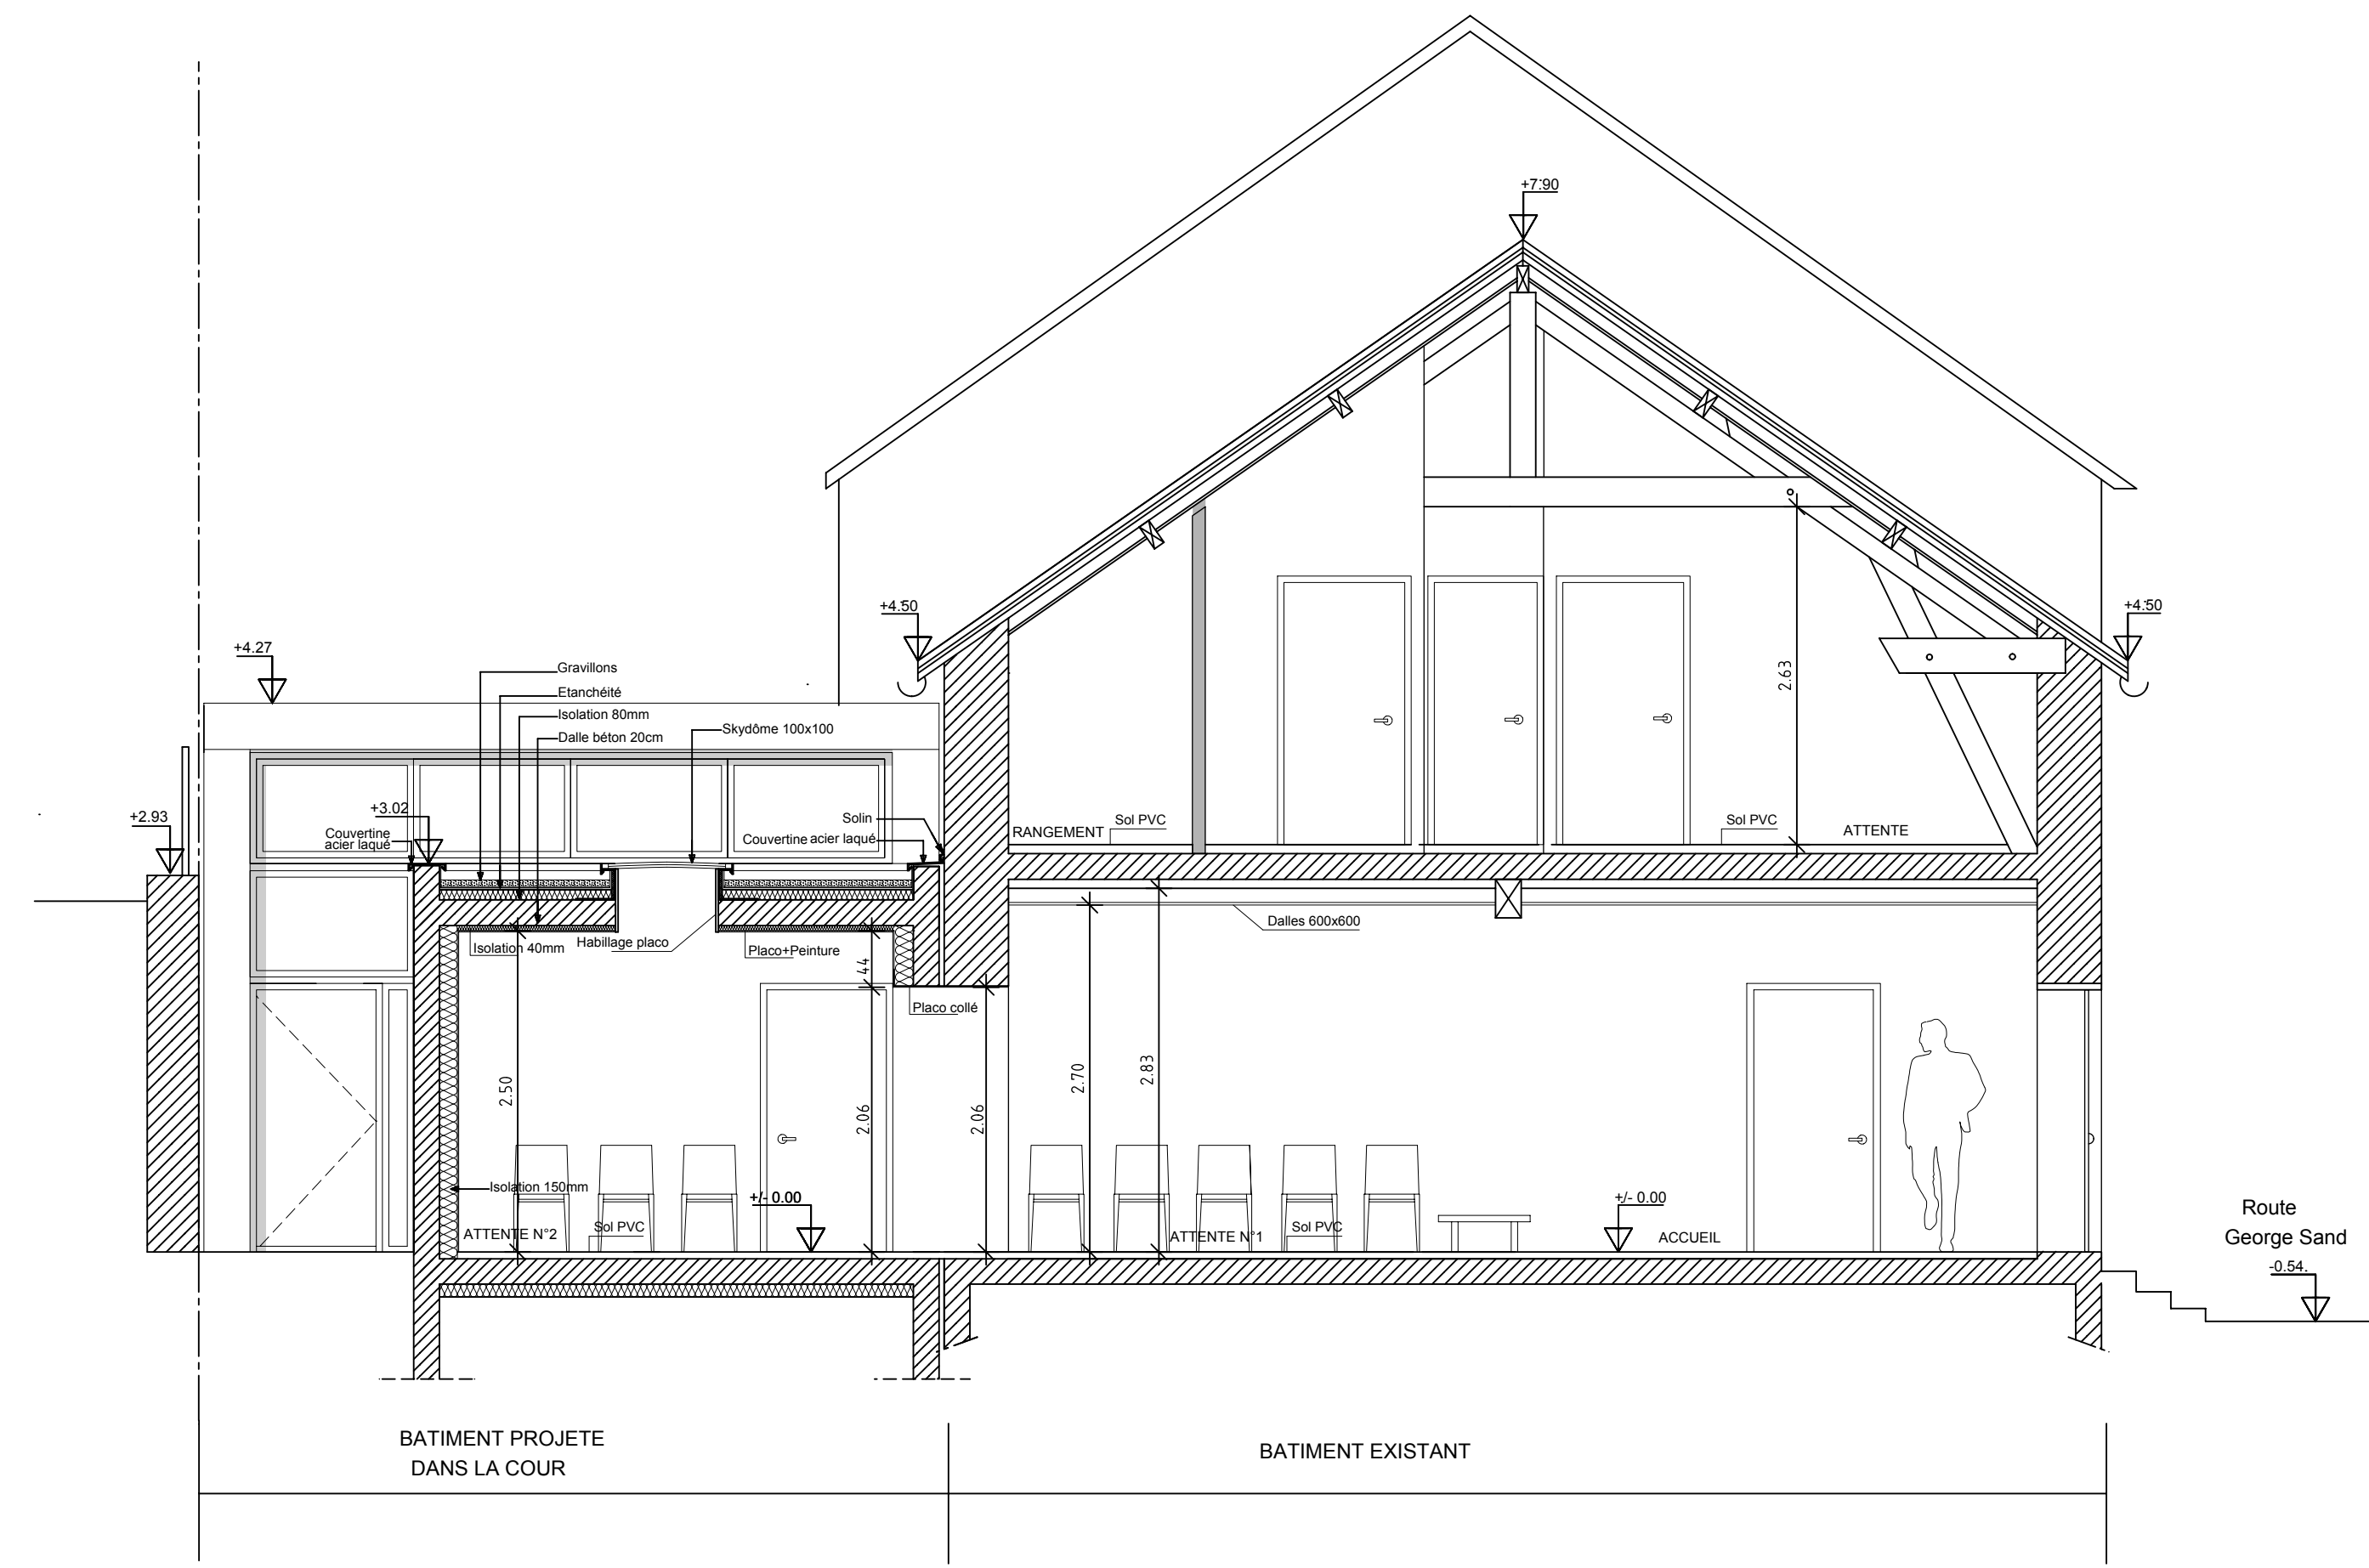 +7.90
+4.50
+4.50
+4.27
Gravillons
Etanchéité
Isolation 80mm
Dalle béton 20cm
Skydôme 100x100
2.63
+3.02
+2.93
Couvertine
acier laqué
Solin
Couvertine acier laqué
RANGEMENT
Sol PVC
Sol PVC
ATTENTE
Dalles 600x600
Isolation 40mm
Habillage placo
Placo+Peinture
44
Placo collé
2.50
2.06
2.06
2.70
2.83
Isolation 150mm
+/- 0.00
+/- 0.00
ATTENTE N°2
Sol PVC
ATTENTE N°1
Sol PVC
ACCUEIL
Route
George Sand
-0.54.
BATIMENT PROJETE
DANS LA COUR
BATIMENT EXISTANT